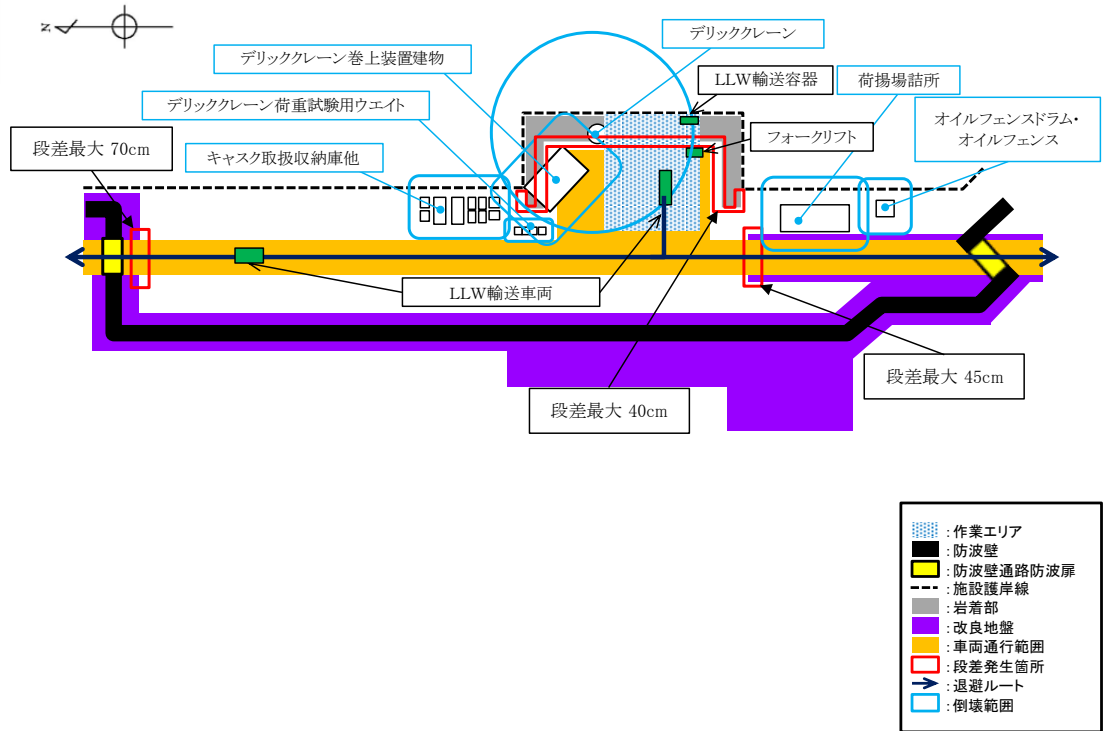 N
デリッククレーン
デリッククレーン巻上装置建物
LLW輸送容器
荷揚場詰所
デリッククレーン荷重試験用ウエイト
オイルフェンスドラム・
オイルフェンス
段差最大 70cm
キャスク取扱収納庫他
フォークリフト
LLW輸送車両
段差最大 45cm
段差最大 40cm
:作業エリア
:防波壁
:防波壁通路防波扉
:施設護岸線
:岩着部
:改良地盤
:車両通行範囲
:段差発生箇所
:退避ルート
:倒壊範囲